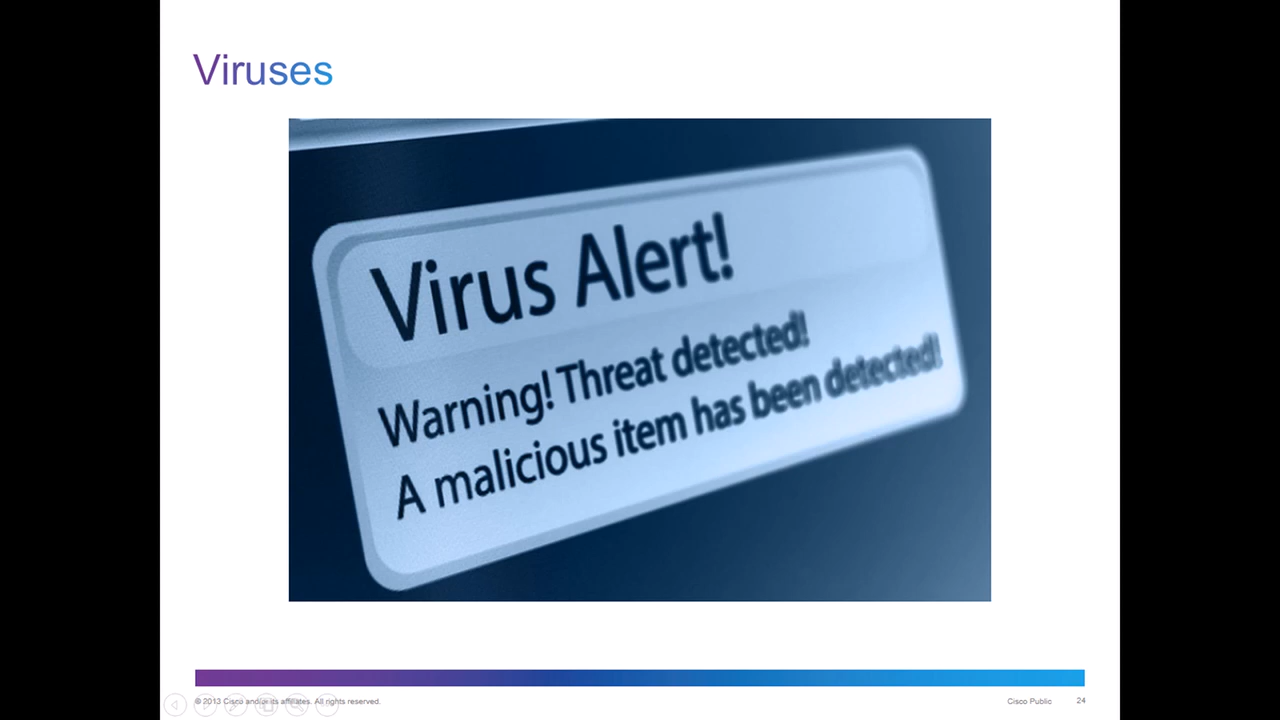 Viruses
Virus Alert!
Warning! Threat detected!
A malicious item has been detected!
© 2013 Cisco and/or its affiliates. All rights reserved.
Cisco Public
24